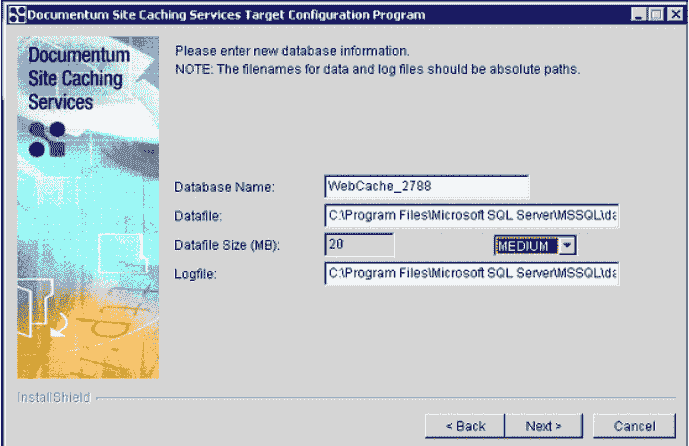 Documentum Site Caching Services Target Configuration Program
Documentum
Site Caching
Services
Please enter new database information.
NOTE: The filenames for data and log files should be absolute paths.
Database Name:
WebCache_2788
Datafile:
C:\Program Files\Microsoft SQL Server\MSSQL\da
Datafile Size (MB):
20
MEDIUM
Logfile:
C:\Program Files\Microsoft SQL Server\MSSQL\da
InstallShield
< Back
Next >
Cancel